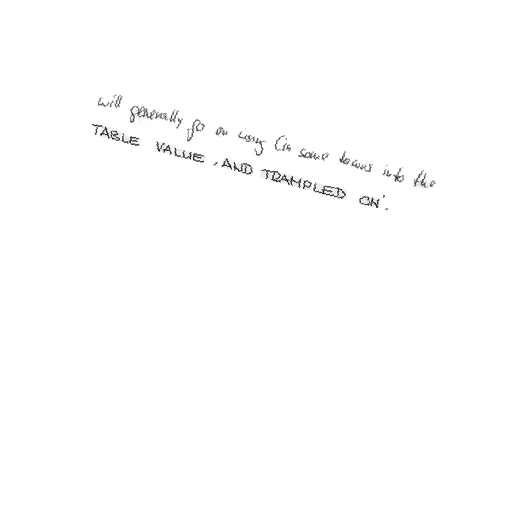 will generally go on using (in some towns into the
TABLE VALUE, AND TRAMPLED ON'.